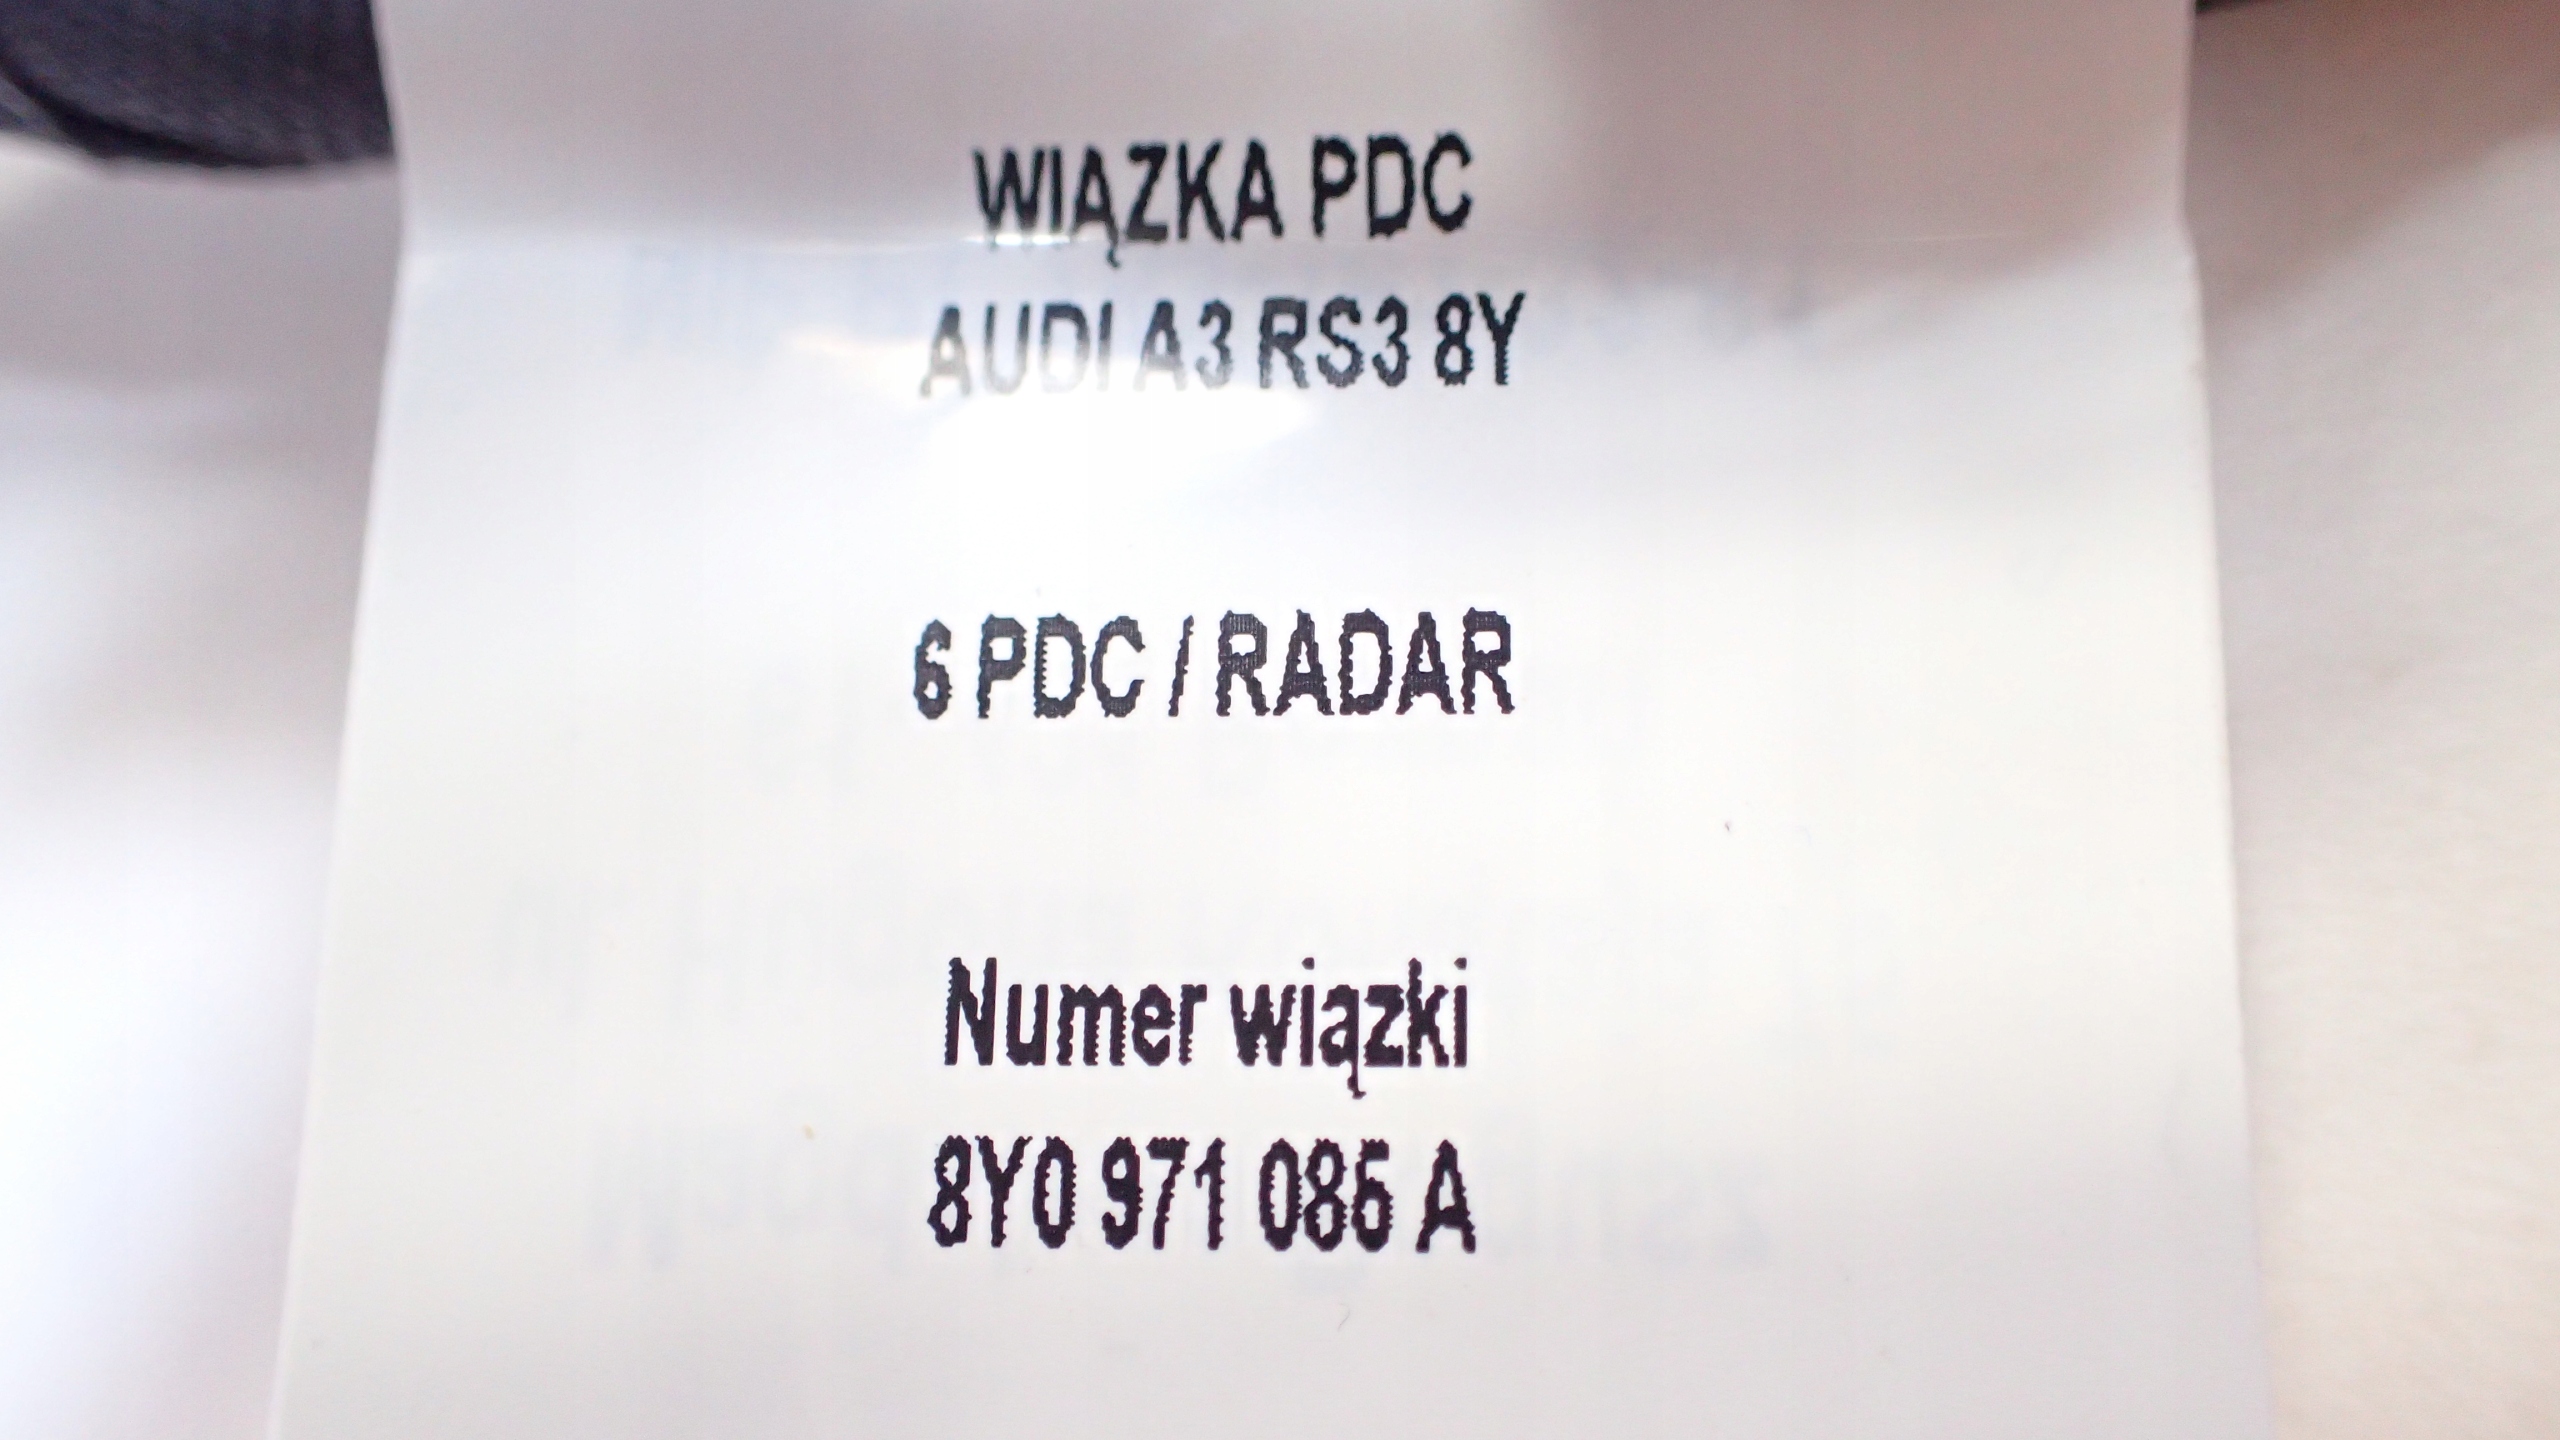 WIĄZKA PDC
AUDI A3 RS3 8Y
6 PDC / RADAR
Numer wiązki
8Y0 971 085 A